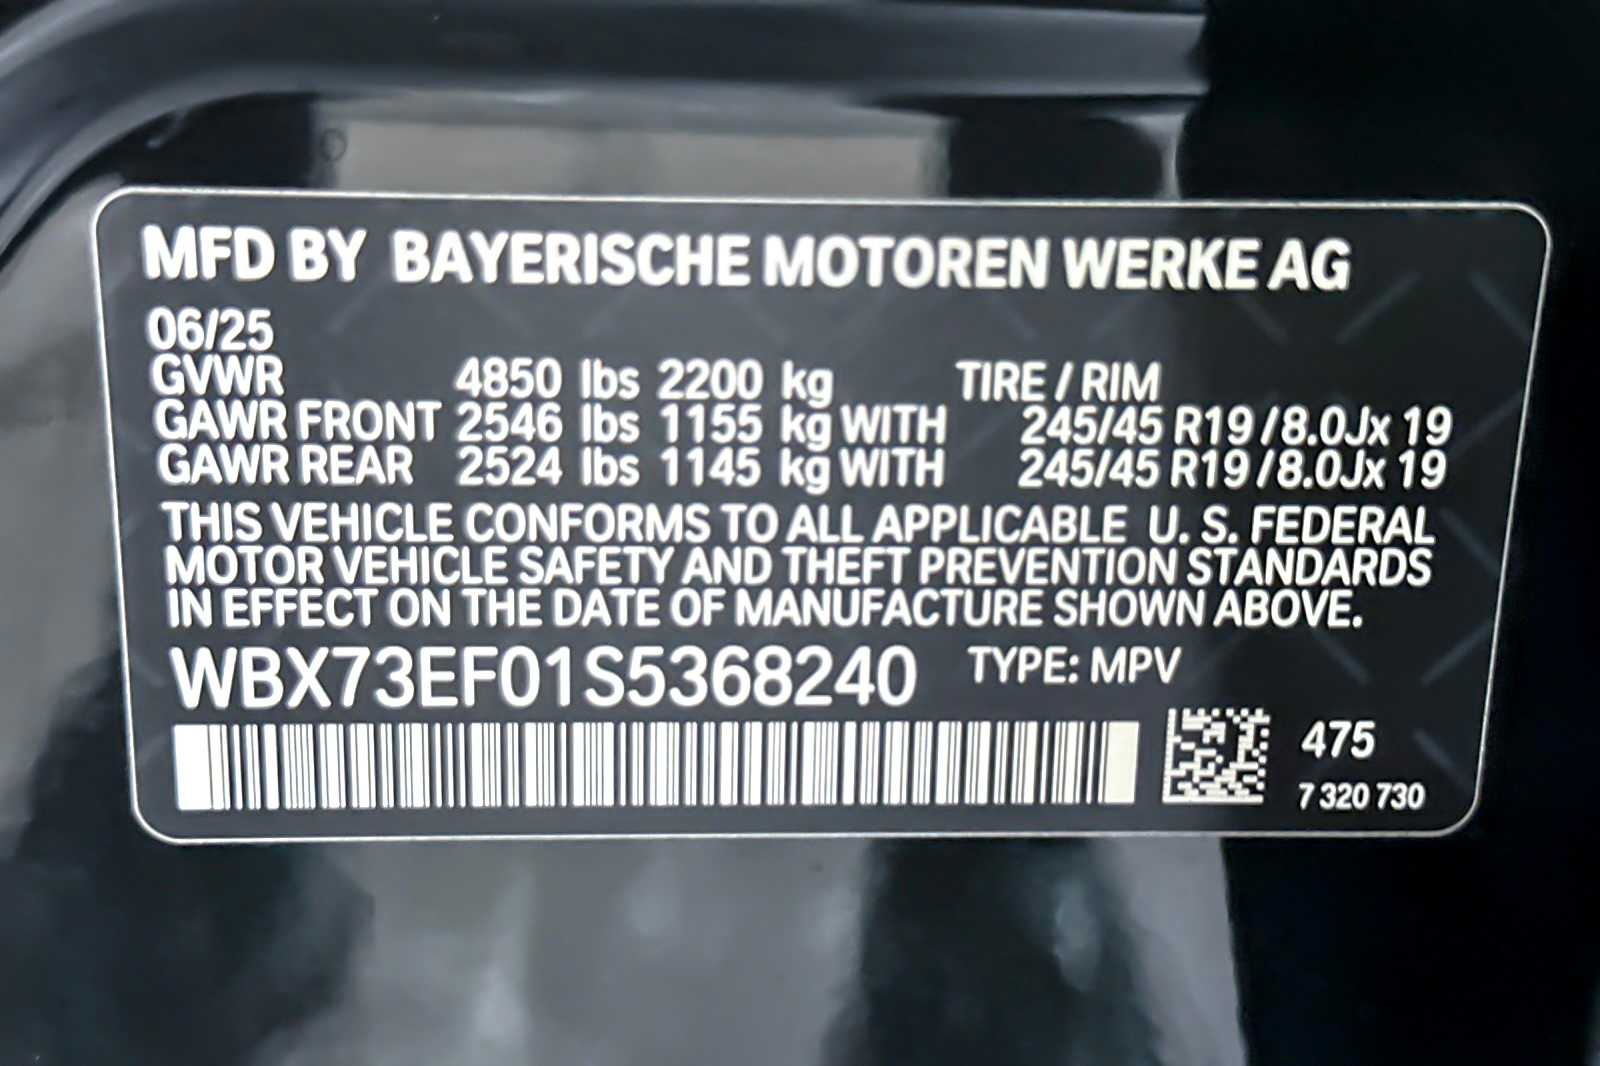 MFD BY BAYERISCHE MOTOREN WERKE AG
06/25
GVWR 4850 lbs 2200 kg TIRE / RIM
GAWR FRONT 2546 lbs 1155 kg WITH 245/45 R19 / 8.0Jx 19
GAWR REAR 2524 lbs 1145 kg WITH 245/45 R19 / 8.0Jx 19
THIS VEHICLE CONFORMS TO ALL APPLICABLE U. S. FEDERAL
MOTOR VEHICLE SAFETY AND THEFT PREVENTION STANDARDS
IN EFFECT ON THE DATE OF MANUFACTURE SHOWN ABOVE.
WBX73EF01S5368240 TYPE: MPV
475
7 320 730